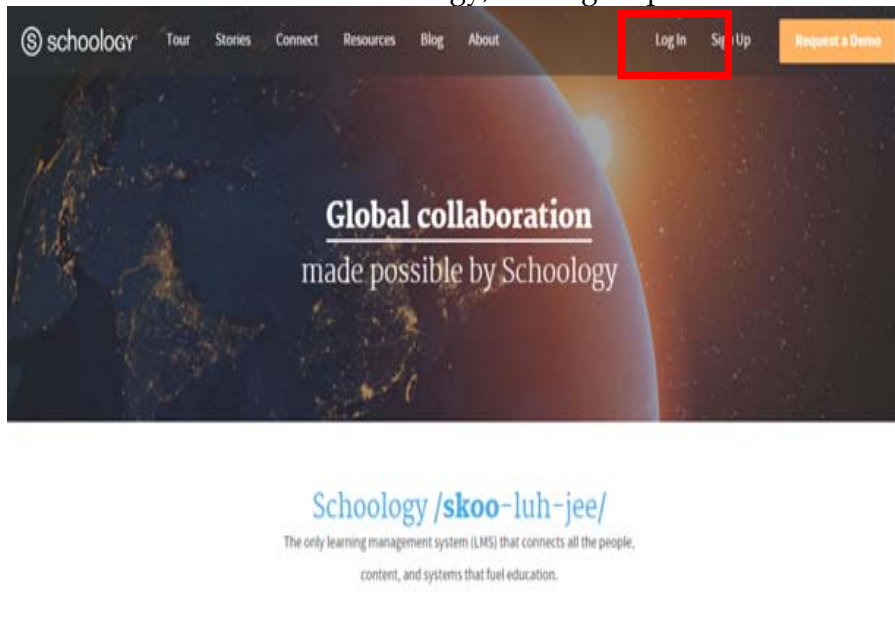 schoology Tour Stories Connect Resources Blog About Log In Sign Up Request a Demo
Global collaboration
made possible by Schoology
Schoology /skoo-luh-jee/
The only learning management system (LMS) that connects all the people,
content, and systems that fuel education.